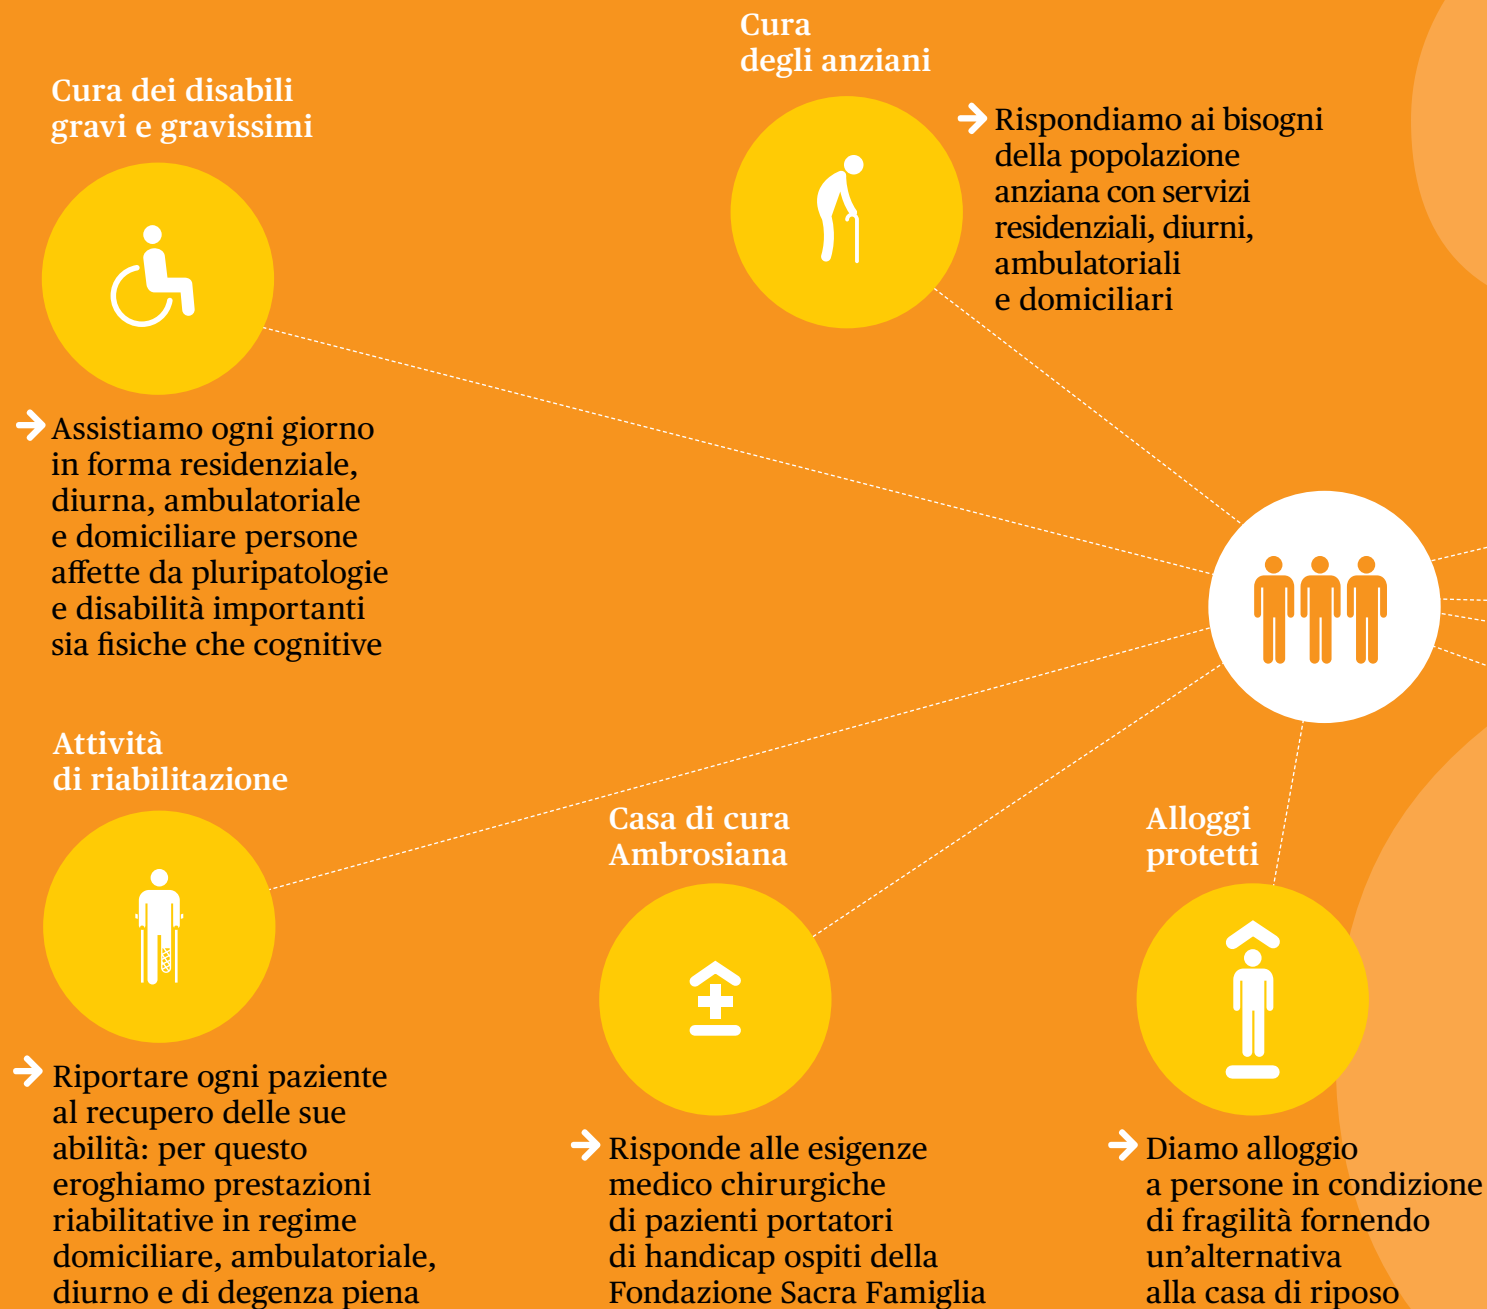 Cura dei disabili
gravi e gravissimi
Assistiamo ogni giorno
in forma residenziale,
diurna, ambulatoriale
e domiciliare persone
affette da pluripatologie
e disabilità importanti
sia fisiche che cognitive
Cura
degli anziani
Rispondiamo ai bisogni
della popolazione
anziana con servizi
residenziali, diurni,
ambulatoriali
e domiciliari
Attività
di riabilitazione
Riportare ogni paziente
al recupero delle sue
abilità: per questo
eroghiamo prestazioni
riabilitative in regime
domiciliare, ambulatoriale,
diurno e di degenza piena
Casa di cura
Ambrosiana
Risponde alle esigenze
medico chirurgiche
di pazienti portatori
di handicap ospiti della
Fondazione Sacra Famiglia
Alloggi
protetti
Diamo alloggio
a persone in condizione
di fragilità fornendo
un’alternativa
alla casa di riposo